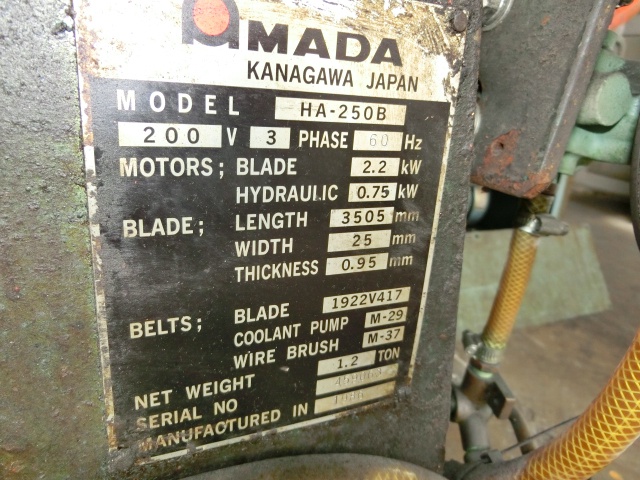 AMADA
KANAGAWA JAPAN
MODEL HA-250B
200 V 3 PHASE 60 Hz
MOTORS; BLADE 2.2 kW
HYDRAULIC 0.75 kW
BLADE; LENGTH 3505 mm
WIDTH 25 mm
THICKNESS 0.95 mm
BELTS; BLADE 1922V417
COOLANT PUMP M-29
WIRE BRUSH M-37
NET WEIGHT 1.2 TON
SERIAL NO
MANUFACTURED IN